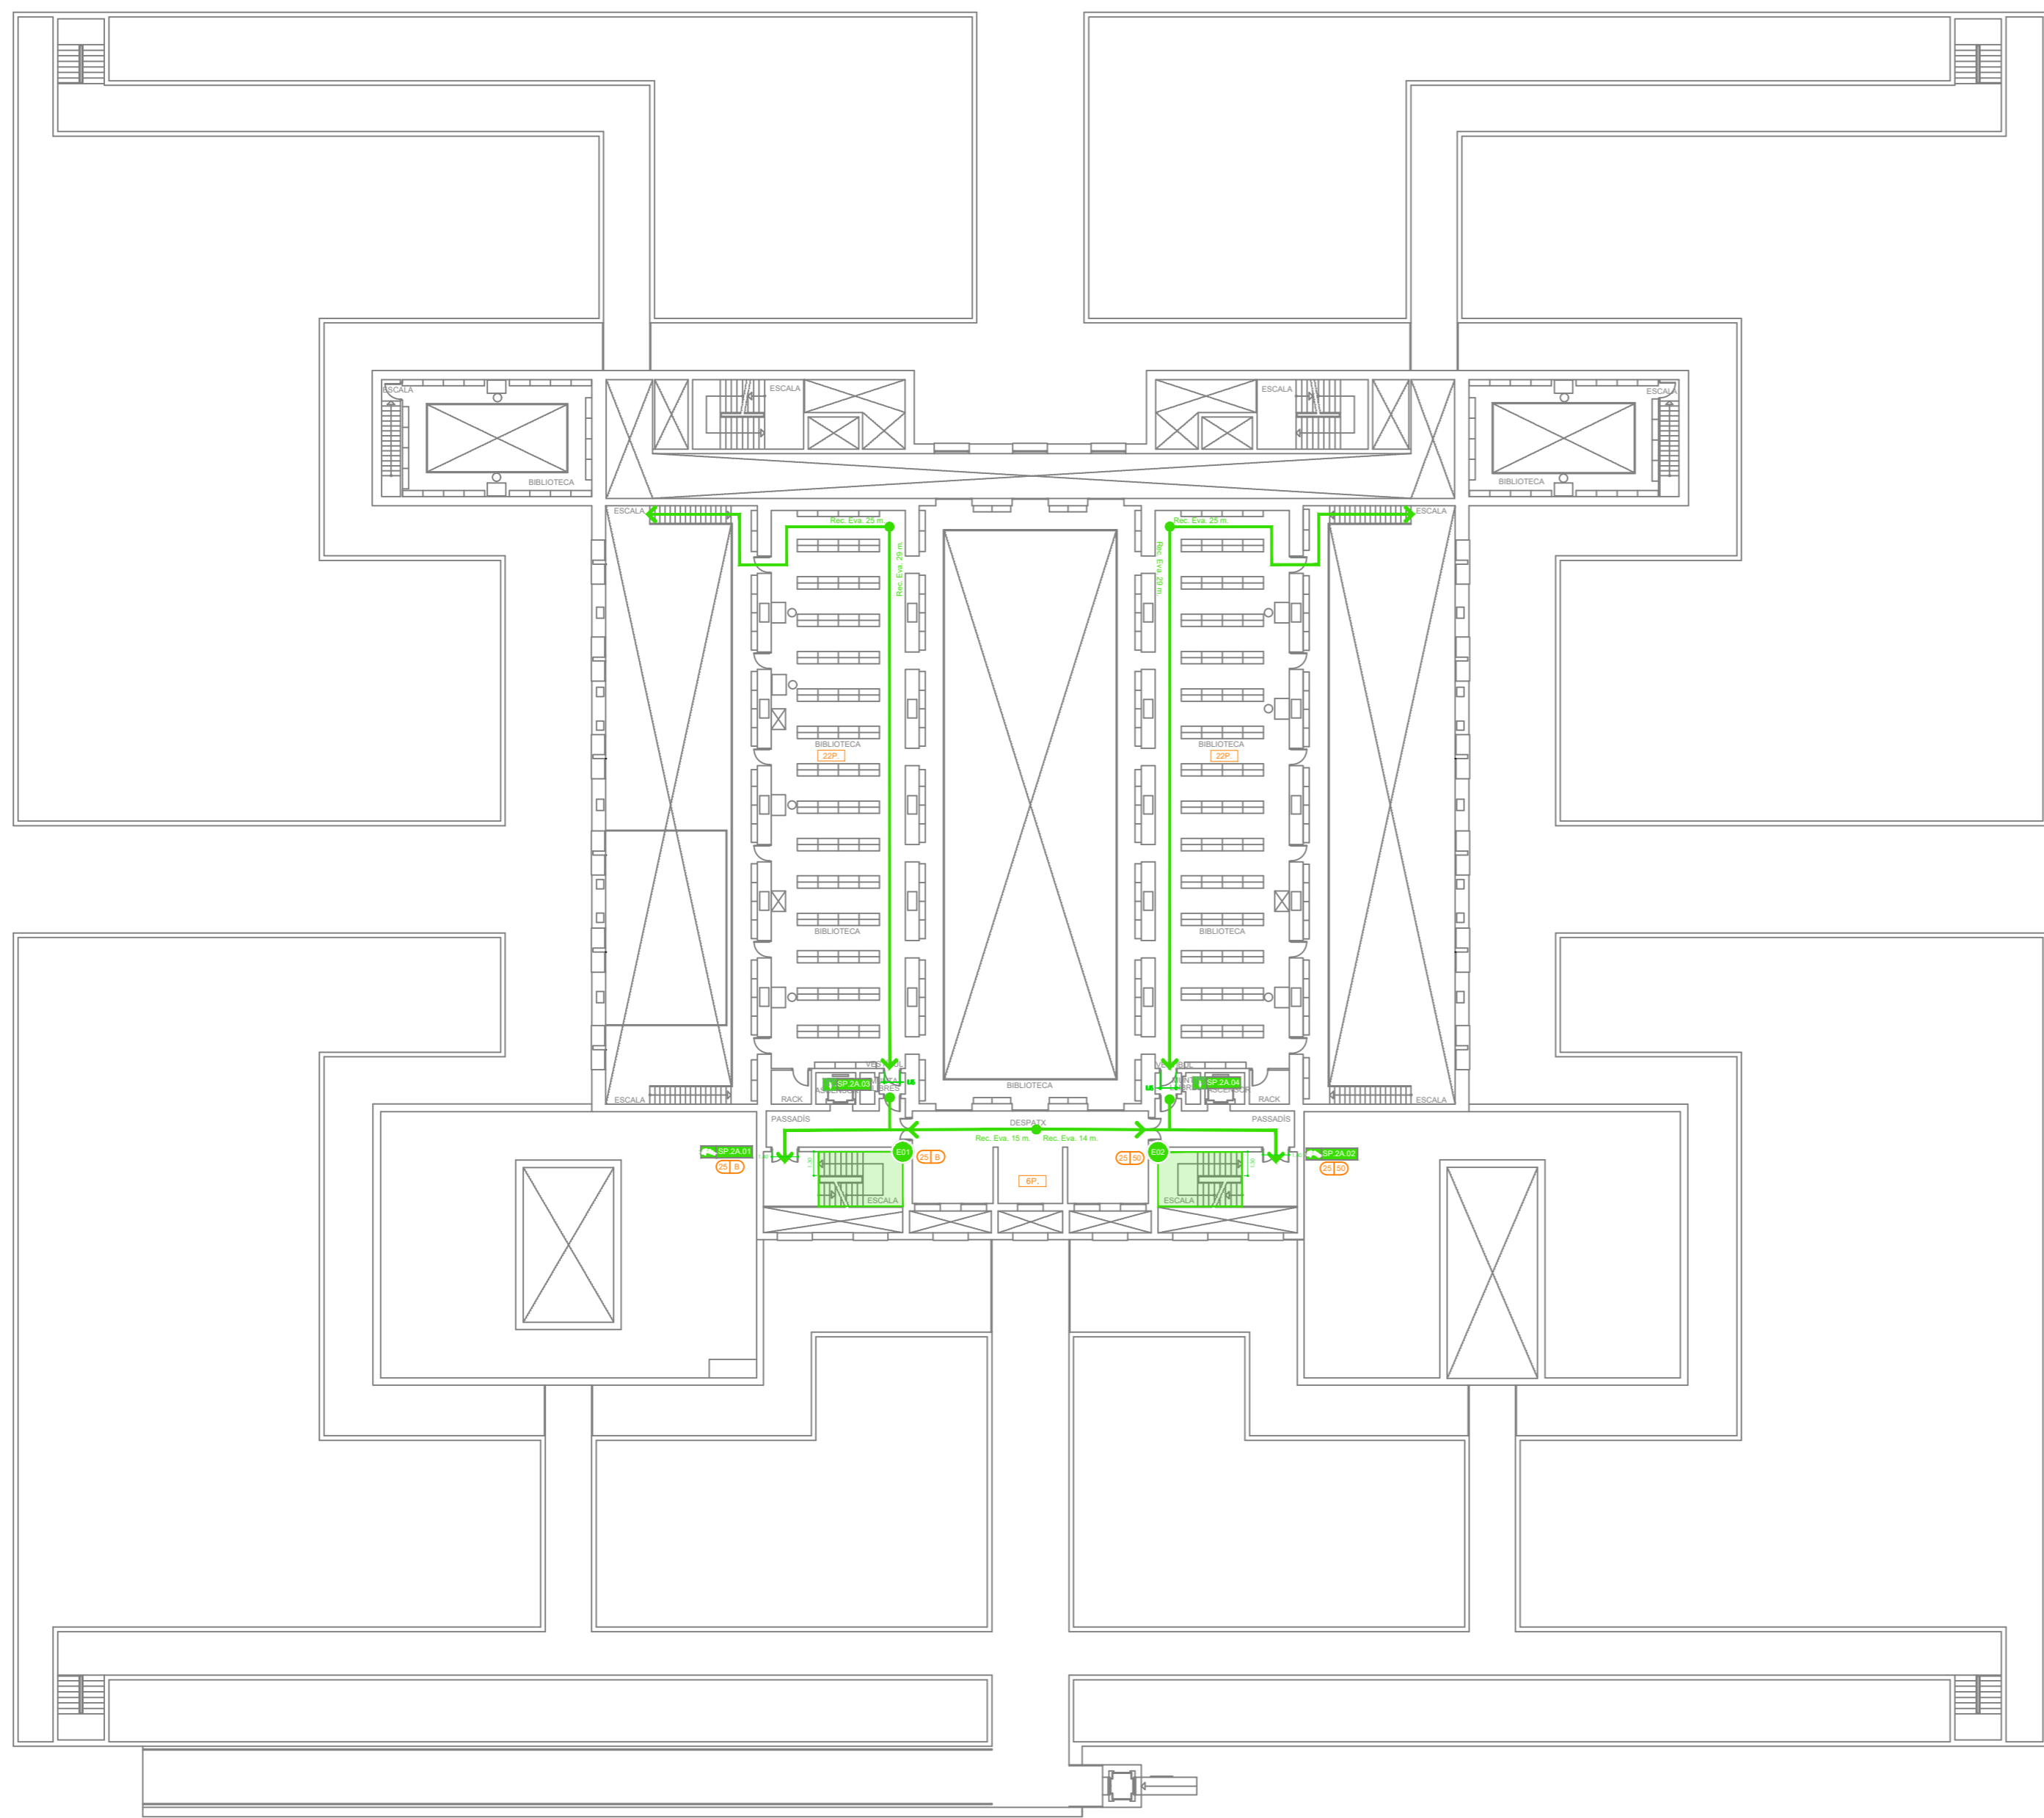 ESCALA
ESCALA
ESCALA
ESCALA
BIBLIOTECA
BIBLIOTECA
ESCALA
Rec. Eva. 25 m.
Rec. Eva. 25 m.
ESCALA
Rec. Eva. 29 m.
Rec. Eva. 29 m.
BIBLIOTECA
22P.
BIBLIOTECA
22P.
BIBLIOTECA
BIBLIOTECA
BIBLIOTECA
SP.2A.03
SP.2A.04
ESCALA
RACK
RACK
ESCALA
PASSADÍS
DESPATX
PASSADÍS
Rec. Eva. 15 m.
Rec. Eva. 14 m.
SP.2A.01
25 B
E01
25 B
25 50
E02
SP.2A.02
25 50
6P.
ESCALA
ESCALA